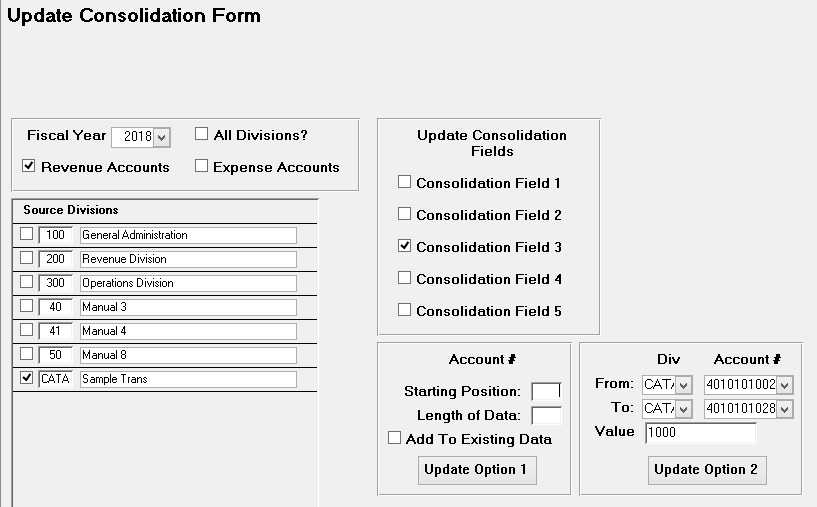 Update Consolidation Form
Fiscal Year 2018 All Divisions?
Revenue Accounts Expense Accounts
Source Divisions
100 General Administration
200 Revenue Division
300 Operations Division
40 Manual 3
41 Manual 4
50 Manual 8
CATA Sample Trans
Update Consolidation
Fields
Consolidation Field 1
Consolidation Field 2
Consolidation Field 3
Consolidation Field 4
Consolidation Field 5
Account #
Starting Position:
Length of Data:
Add To Existing Data
Update Option 1
Div Account #
From: CATA 4010101002
To: CATA 4010101028
Value 1000
Update Option 2